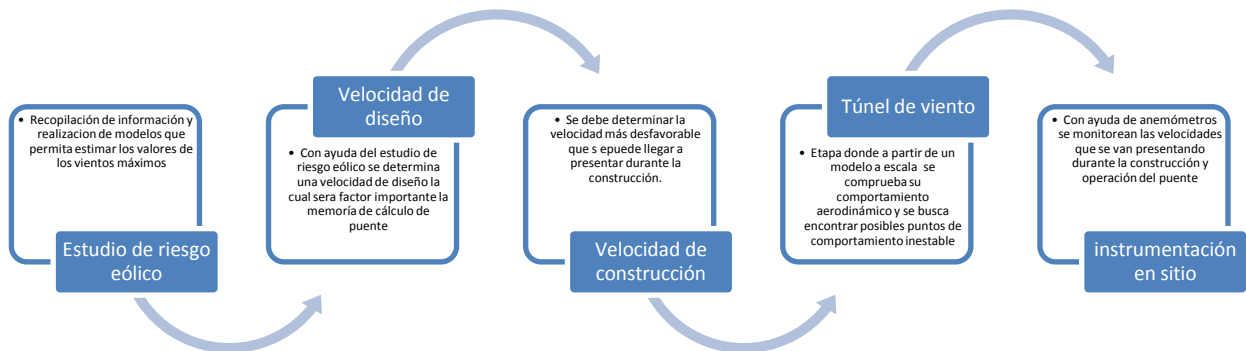 • Recopilación de información y
realizacion de modelos que
permita estimar los valores de
los vientos máximos
Estudio de riesgo
eólico
Velocidad de
diseño
• Con ayuda del estudio de
riesgo eólico se determina
una velocidad de diseño la
cual sera factor importante la
memoría de cálculo de
puente
• Se debe determinar la
velocidad más desfavorable
que s epuede llegar a
presentar durante la
construcción.
Velocidad de
construcción
Túnel de viento
• Etapa donde a partir de un
modelo a escala se
comprueba su
comportamiento
aerodinámico y se busca
encontrar posibles puntos de
comportamiento inestable
• Con ayuda de anemómetros
se monitorean las velocidades
que se van presentando
durante la construcción y
operación del puente
instrumentación
en sitio